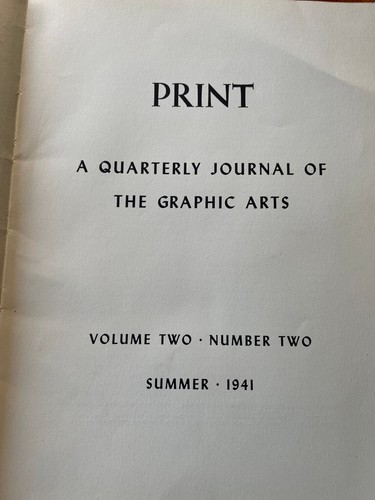 PRINT
A QUARTERLY JOURNAL OF
THE GRAPHIC ARTS
VOLUME TWO · NUMBER TWO
SUMMER · 1941